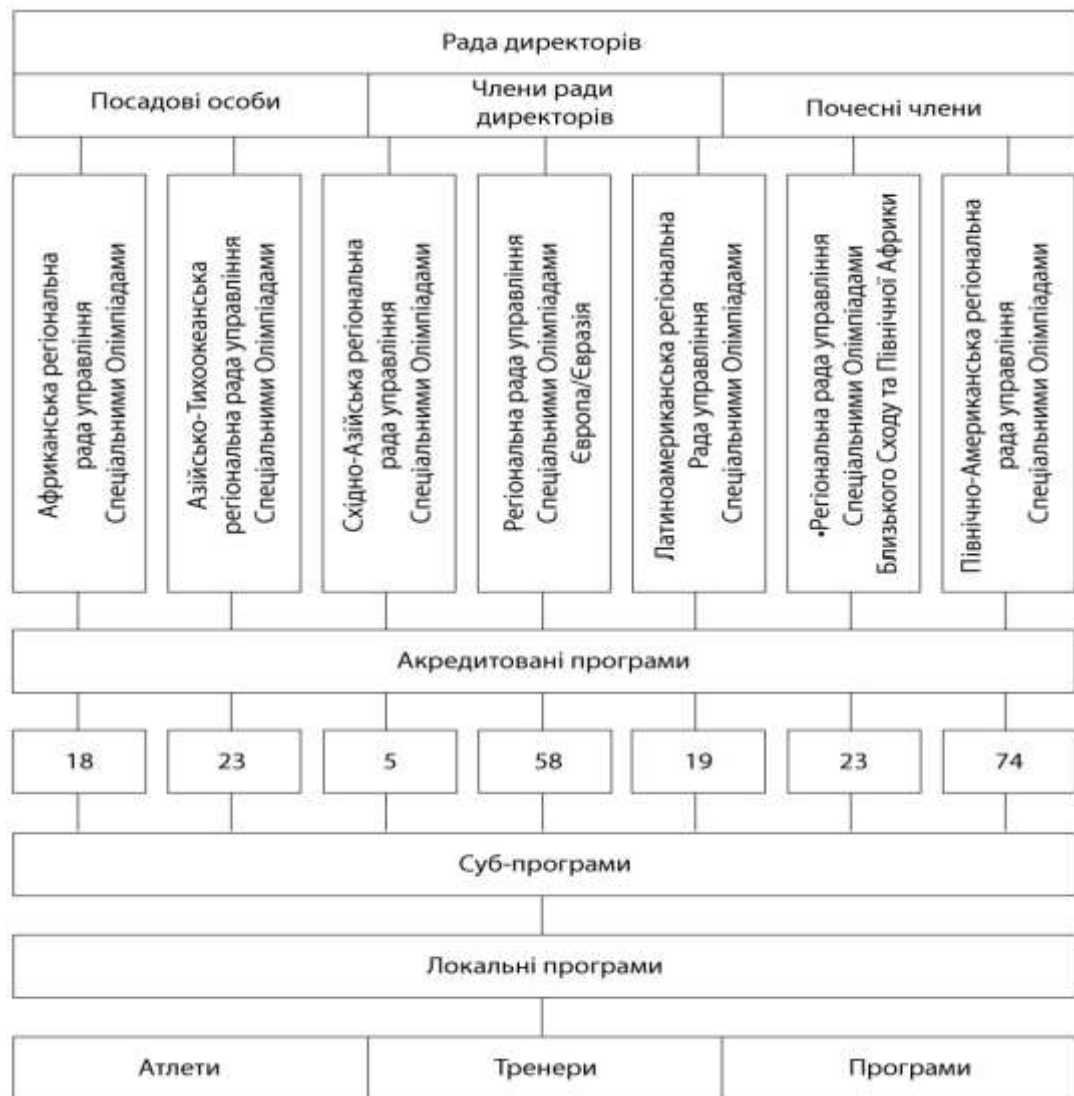 Рада директорів
Посадові особи
Члени ради
директорів
Почесні члени
Африканська регіональна
рада управління
Спеціальними Олімпіадами
Азійсько-Тихоокеанська
регіональна рада управління
Спеціальними Олімпіадами
Східно-Азійська регіональна
рада управління
Спеціальними Олімпіадами
Регіональна рада управління
Спеціальними Олімпіадами
Європа/Євразія
Латиноамериканська регіональна
Рада управління
Спеціальними Олімпіадами
•Регіональна рада управління
Спеціальними Олімпіадами
Близького Сходу та Північної Африки
Північно-Американська регіональна
рада управління
Спеціальними Олімпіадами
Акредитовані програми
18
23
5
58
19
23
74
Суб-програми
Локальні програми
Атлети
Тренери
Програми